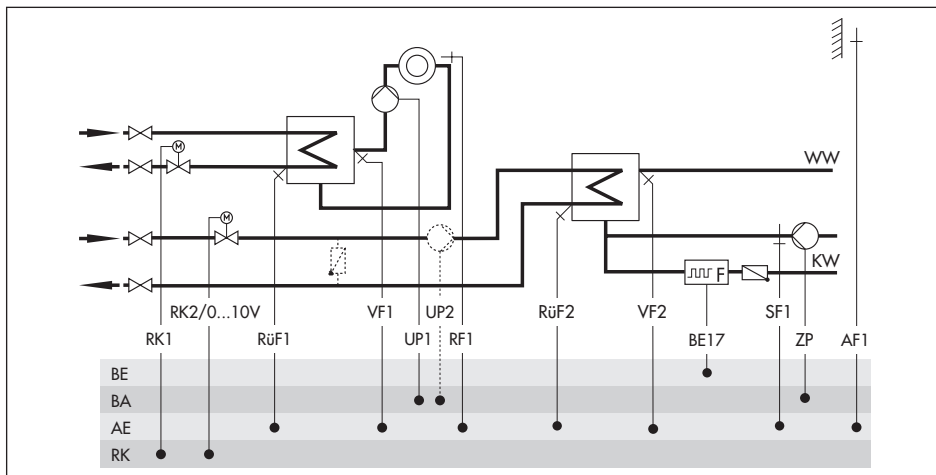 M
WW
M
F
KW
RK2/0...10V
VF1
UP2
RüF2
VF2
SF1
RK1
RüF1
UP1
RF1
BE17
ZP
AF1
BE
BA
AE
RK